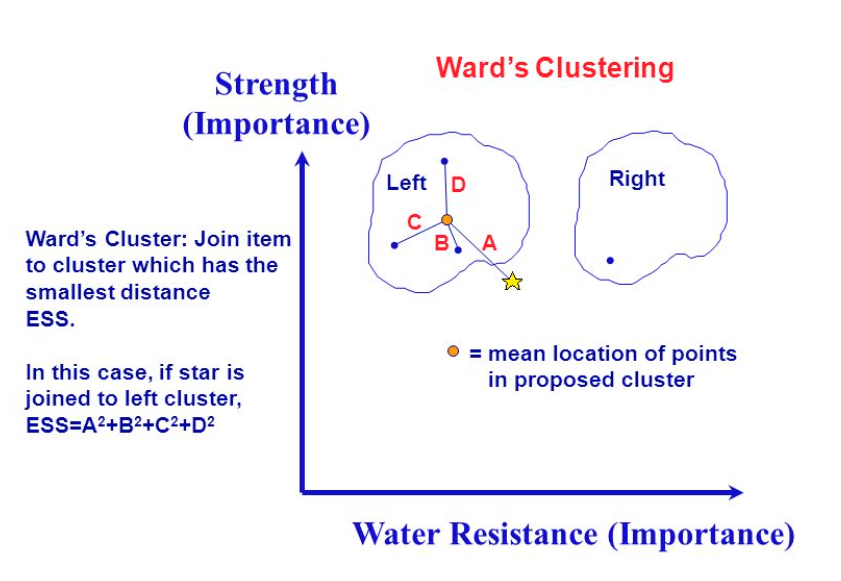 Ward’s Clustering
Strength
(Importance)
Left
D
C
B
A
Right
Ward’s Cluster: Join item
to cluster which has the
smallest distance
ESS.
In this case, if star is
joined to left cluster,
ESS=A²+B²+C²+D²
= mean location of points
in proposed cluster
Water Resistance (Importance)